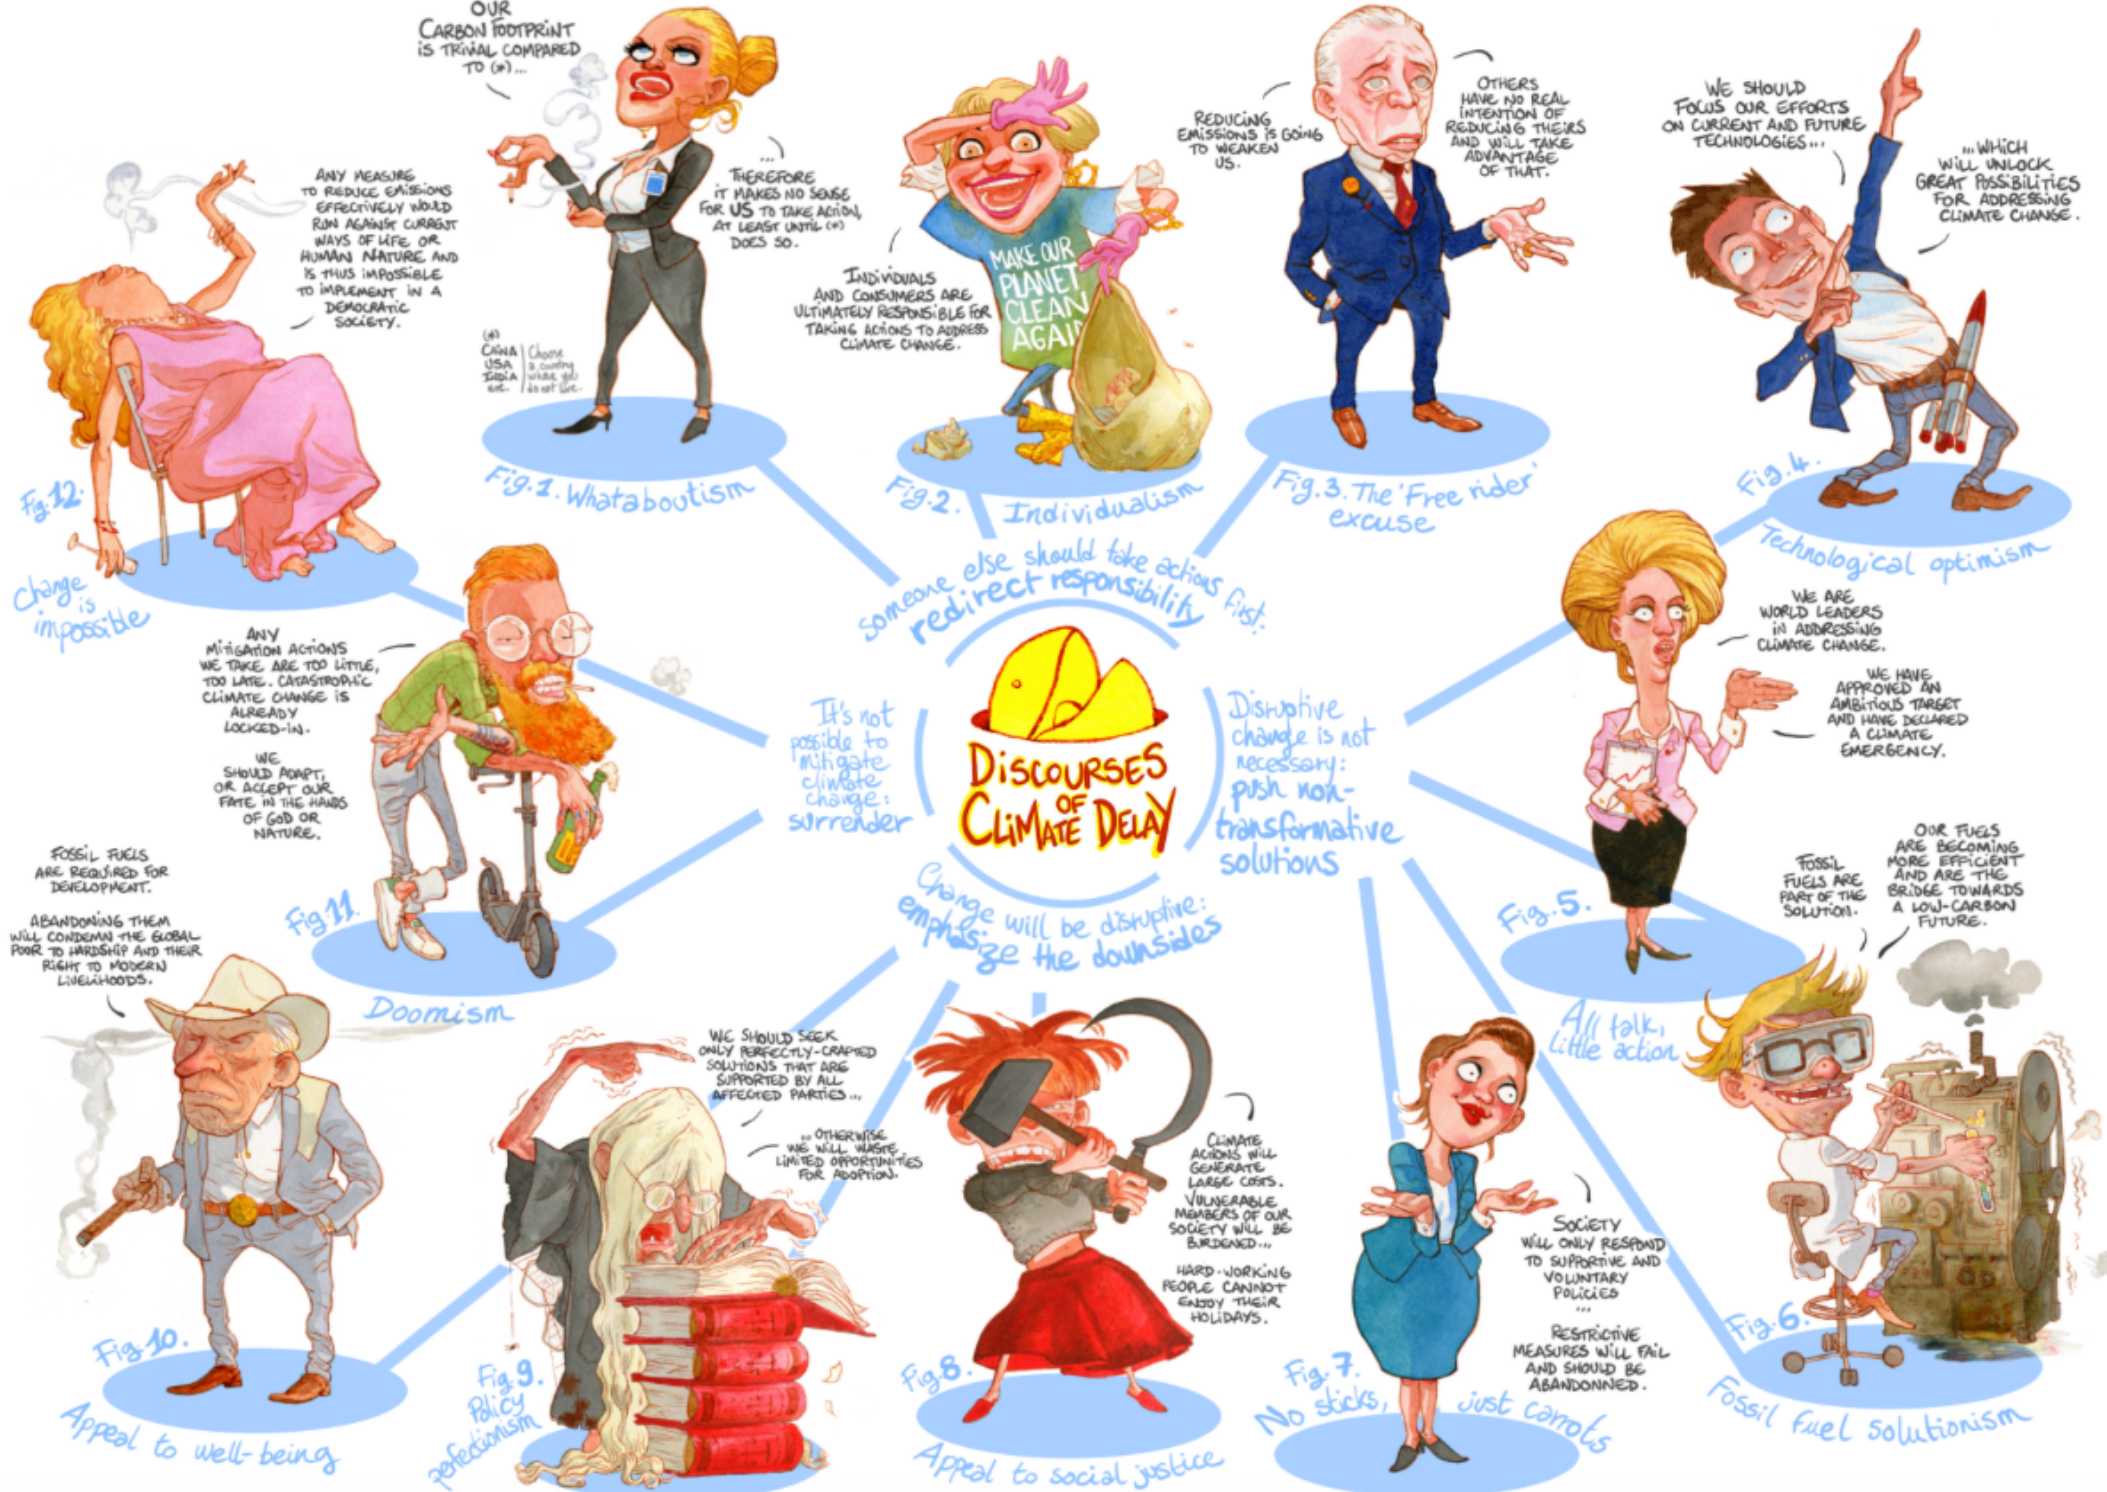 OUR
CARBON FOOTPRINT
IS TRIVIAL COMPARED
TO (*)...
...
THEREFORE
IT MAKES NO SENSE
FOR US TO TAKE ACTION,
AT LEAST UNTIL (*)
DOES SO.
(*)
CHINA
USA
INDIA
etc.
Choose
a country
where you
do not live.
Fig.1. Whataboutism
INDIVIDUALS
AND CONSUMERS ARE
ULTIMATELY RESPONSIBLE FOR
TAKING ACTIONS TO ADDRESS
CLIMATE CHANGE.
MAKE OUR
PLANET
CLEAN
AGAI
Fig.2. Individualism
REDUCING
EMISSIONS IS GOING
TO WEAKEN
US.
OTHERS
HAVE NO REAL
INTENTION OF
REDUCING THEIRS
AND WILL TAKE
ADVANTAGE
OF THAT.
Fig.3. The 'Free rider'
excuse
WE SHOULD
FOCUS OUR EFFORTS
ON CURRENT AND FUTURE
TECHNOLOGIES...
... WHICH
WILL UNLOCK
GREAT POSSIBILITIES
FOR ADDRESSING
CLIMATE CHANGE.
Fig.4.
Technological optimism
ANY MEASURE
TO REDUCE EMISSIONS
EFFECTIVELY WOULD
RUN AGAINST CURRENT
WAYS OF LIFE OR
HUMAN NATURE AND
IS THUS IMPOSSIBLE
TO IMPLEMENT IN A
DEMOCRATIC
SOCIETY.
Fig.12.
Change
is
impossible
someone else should take actions first:
redirect responsibility
DISCOURSES
OF
CLIMATE DELAY
Disruptive
change is not
necessary:
push non-
transformative
solutions
Change will be disruptive:
emphasize the downsides
It's not
possible to
mitigate
climate
change:
surrender
WE ARE
WORLD LEADERS
IN ADDRESSING
CLIMATE CHANGE.
WE HAVE
APPROVED AN
AMBITIOUS TARGET
AND HAVE DECLARED
A CLIMATE
EMERGENCY.
Fig.5.
All talk,
little action
FOSSIL
FUELS ARE
PART OF THE
SOLUTION.
OUR FUELS
ARE BECOMING
MORE EFFICIENT
AND ARE THE
BRIDGE TOWARDS
A LOW-CARBON
FUTURE.
Fig.6.
Fossil fuel solutionism
SOCIETY
WILL ONLY RESPOND
TO SUPPORTIVE AND
VOLUNTARY
POLICIES
...
RESTRICTIVE
MEASURES WILL FAIL
AND SHOULD BE
ABANDONNED.
Fig.7.
No sticks, just carrots
CLIMATE
ACTIONS WILL
GENERATE
LARGE COSTS.
VULNERABLE
MEMBERS OF OUR
SOCIETY WILL BE
BURDENED...
HARD-WORKING
PEOPLE CANNOT
ENJOY THEIR
HOLIDAYS.
Fig.8.
Appeal to social justice
WE SHOULD SEEK
ONLY PERFECTLY-CRAFTED
SOLUTIONS THAT ARE
SUPPORTED BY ALL
AFFECTED PARTIES...
... OTHERWISE
WE WILL WASTE
LIMITED OPPORTUNITIES
FOR ADOPTION.
Fig.9.
Policy
perfectionism
FOSSIL FUELS
ARE REQUIRED FOR
DEVELOPMENT.
ABANDONING THEM
WILL CONDEMN THE GLOBAL
POOR TO HARDSHIP AND THEIR
RIGHT TO MODERN
LIVELIHOODS.
Fig.10.
Appeal to well-being
ANY
MITIGATION ACTIONS
WE TAKE ARE TOO LITTLE,
TOO LATE. CATASTROPHIC
CLIMATE CHANGE IS
ALREADY
LOCKED-IN.
WE
SHOULD ADAPT,
OR ACCEPT OUR
FATE IN THE HANDS
OF GOD OR
NATURE.
Fig.11.
Doomism